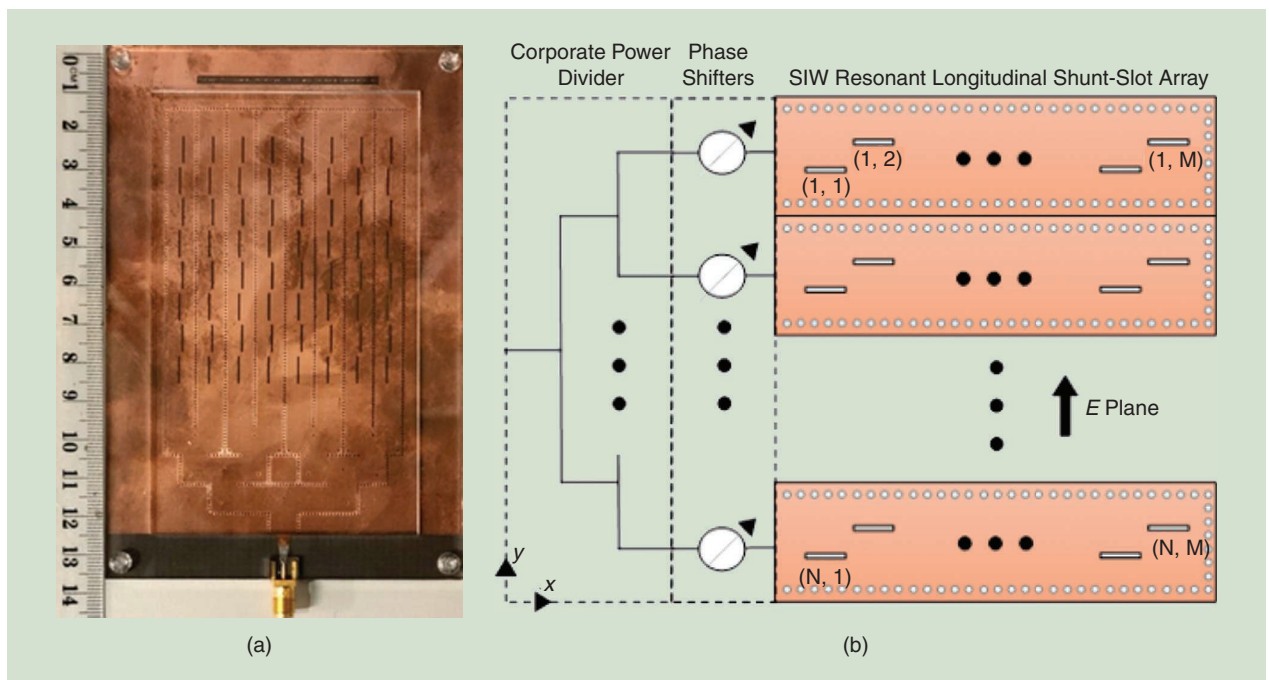 0 CM 1
2
3
4
5
6
7
8
9
10
11
12
13
14
(a)
Corporate Power
Divider
Phase
Shifters
SIW Resonant Longitudinal Shunt-Slot Array
(1, 1)
(1, 2)
(1, M)
E Plane
(N, 1)
(N, M)
y
x
(b)